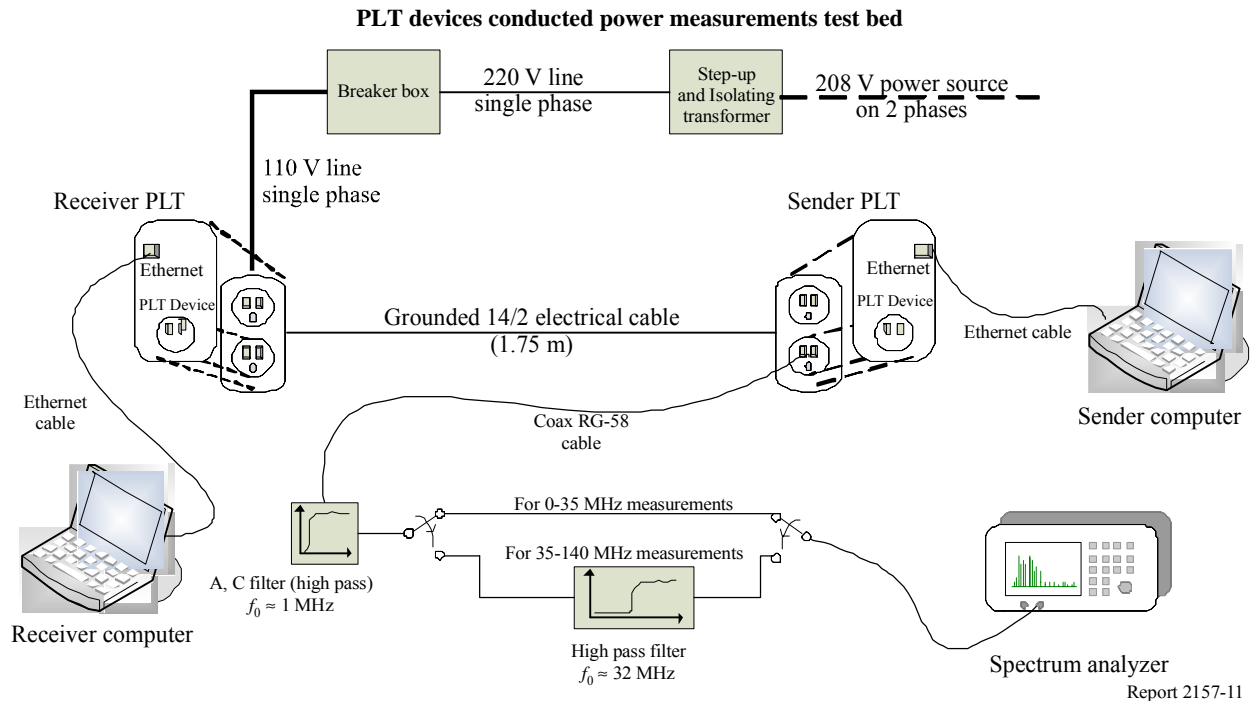 PLT devices conducted power measurements test bed
Breaker box
220 V line
single phase
Step-up
and Isolating
transformer
208 V power source
on 2 phases
110 V line
single phase
Receiver PLT
Ethernet
PLT Device
Sender PLT
Ethernet
PLT Device
Grounded 14/2 electrical cable
(1.75 m)
Ethernet cable
Sender computer
Ethernet
cable
Coax RG-58
cable
For 0-35 MHz measurements
For 35-140 MHz measurements
A, C filter (high pass)
f0 ≈ 1 MHz
Receiver computer
High pass filter
f0 ≈ 32 MHz
Spectrum analyzer
Report 2157-11